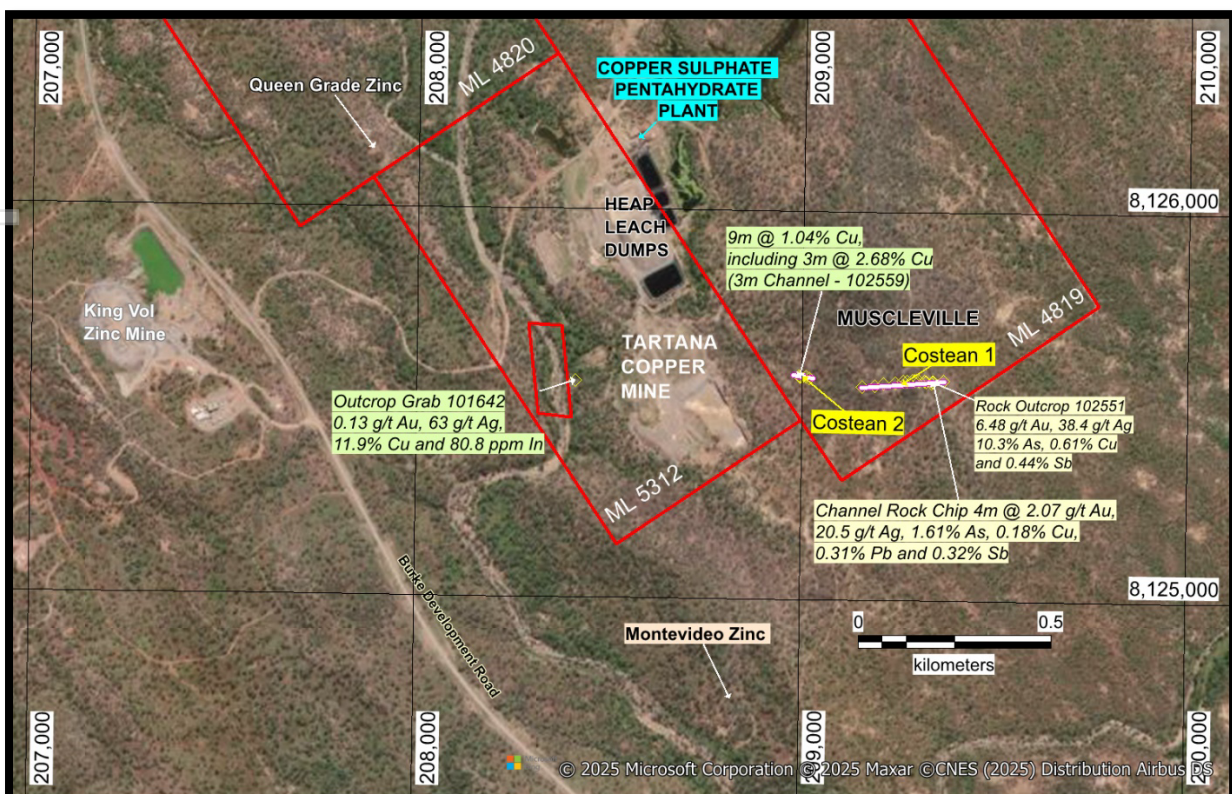 207,000
208,000
209,000
210,000
Queen Grade Zinc
ML 4820
COPPER SULPHATE
PENTAHYDRATE
PLANT
8,126,000
HEAP
LEACH
DUMPS
9m @ 1.04% Cu,
including 3m @ 2.68% Cu
(3m Channel - 102559)
King Vol
Zinc Mine
MUSCLEVILLE
ML 4819
TARTANA
COPPER
MINE
Costean 1
Costean 2
Outcrop Grab 101642
0.13 g/t Au, 63 g/t Ag,
11.9% Cu and 80.8 ppm In
Rock Outcrop 102551
6.48 g/t Au, 38.4 g/t Ag
10.3% As, 0.61% Cu
and 0.44% Sb
ML 5312
Channel Rock Chip 4m @ 2.07 g/t Au,
20.5 g/t Ag, 1.61% As, 0.18% Cu,
0.31% Pb and 0.32% Sb
Burke Development Road
8,125,000
Montevideo Zinc
0 0.5
kilometers
207,000
208,000
209,000
210,000
© 2025 Microsoft Corporation © 2025 Maxar ©CNES (2025) Distribution Airbus DS